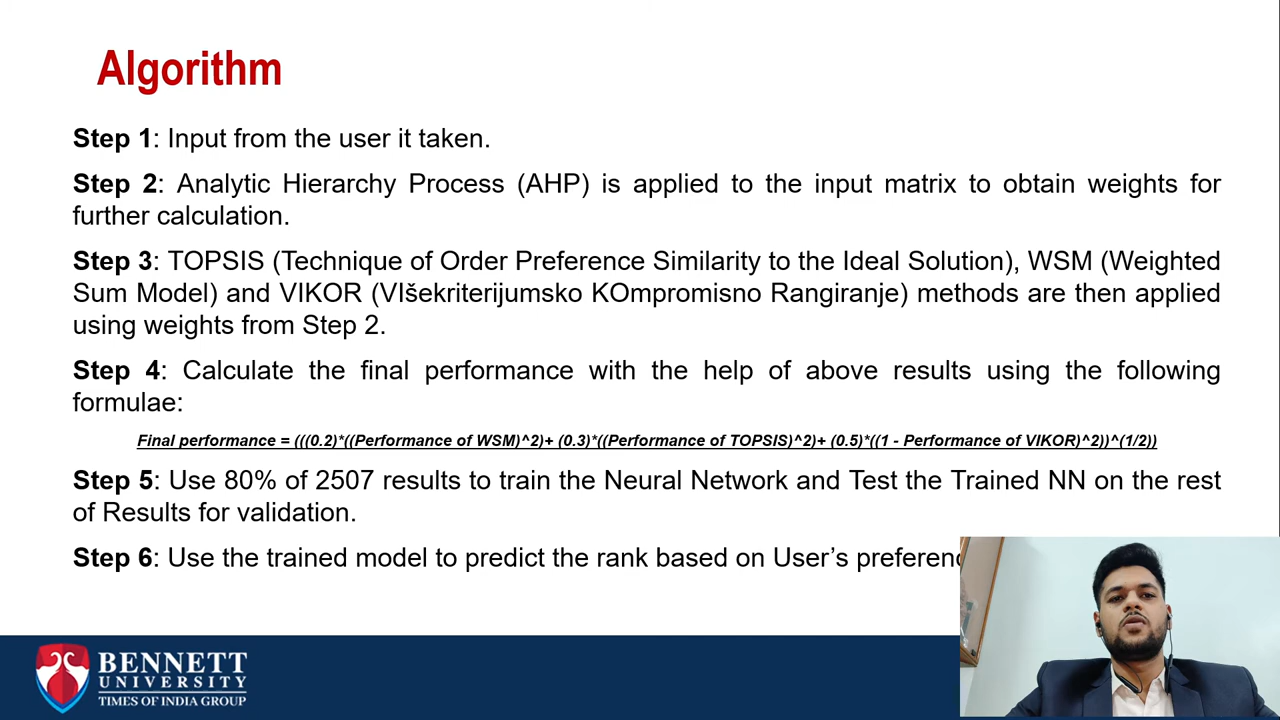 Algorithm
Step 1: Input from the user it taken.
Step 2: Analytic Hierarchy Process (AHP) is applied to the input matrix to obtain weights for
further calculation.
Step 3: TOPSIS (Technique of Order Preference Similarity to the Ideal Solution), WSM (Weighted
Sum Model) and VIKOR (VIšekriterijumsko KOmpromisno Rangiranje) methods are then applied
using weights from Step 2.
Step 4: Calculate the final performance with the help of above results using the following
formulae:
Final performance = (((0.2)*((Performance of WSM)^2)+ (0.3)*((Performance of TOPSIS)^2)+ (0.5)*((1 - Performance of VIKOR)^2))^(1/2))
Step 5: Use 80% of 2507 results to train the Neural Network and Test the Trained NN on the rest
of Results for validation.
Step 6: Use the trained model to predict the rank based on User’s
BENNETT
UNIVERSITY
TIMES OF INDIA GROUP